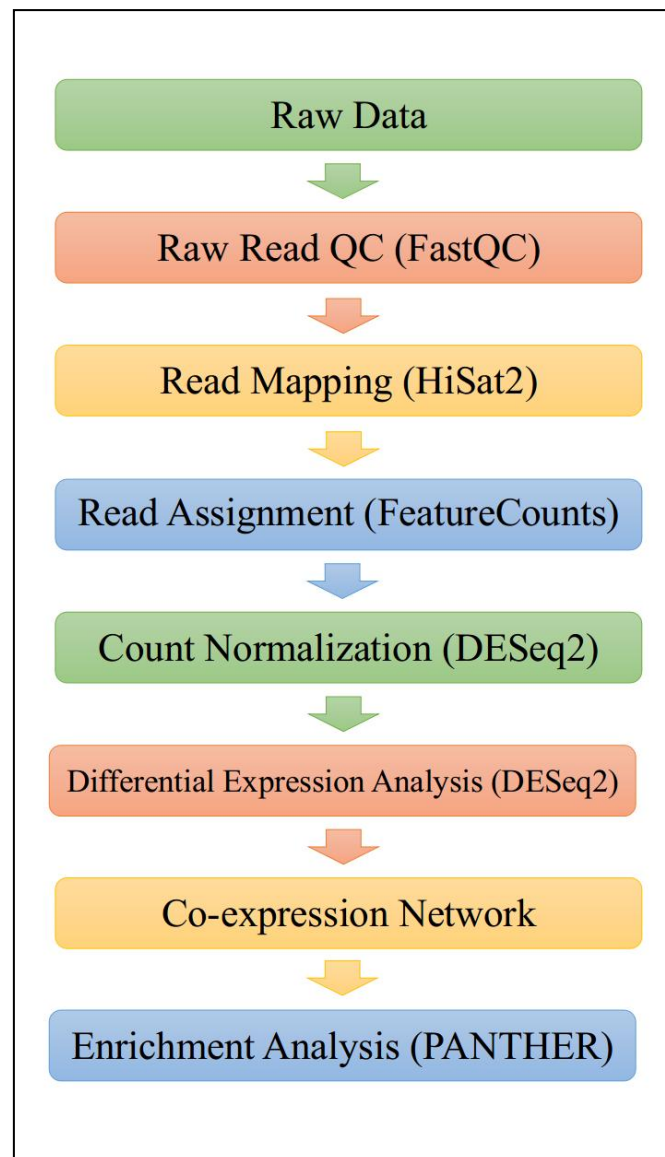 Raw Data
Raw Read QC (FastQC)
Read Mapping (HiSat2)
Read Assignment (FeatureCounts)
Count Normalization (DESeq2)
Differential Expression Analysis (DESeq2)
Co-expression Network
Enrichment Analysis (PANTHER)